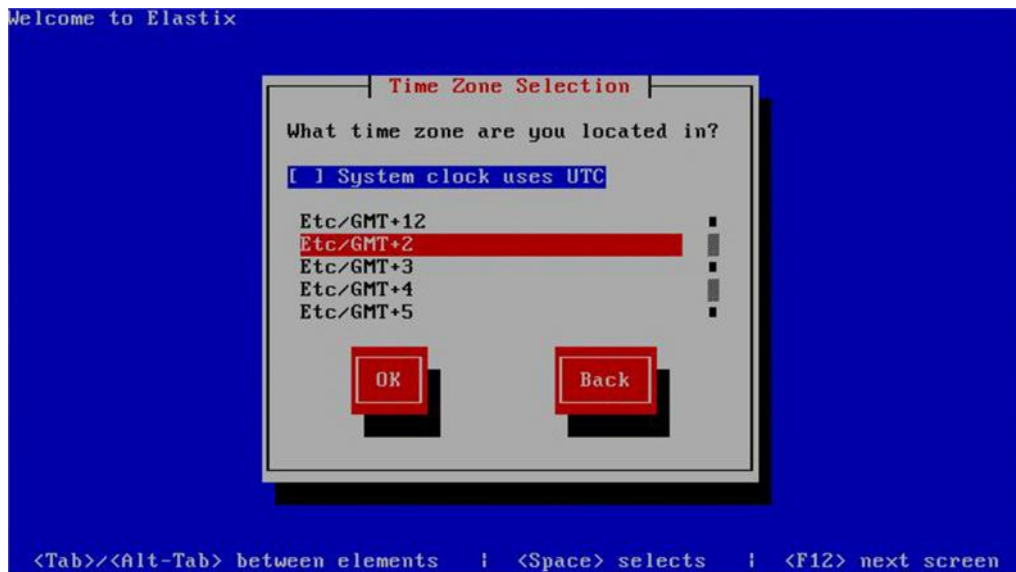 Welcome to Elastix
Time Zone Selection
What time zone are you located in?
[ ] System clock uses UTC
Etc/GMT+12
Etc/GMT+2
Etc/GMT+3
Etc/GMT+4
Etc/GMT+5
OK Back
<Tab>/<Alt-Tab> between elements | <Space> selects | <F12> next screen